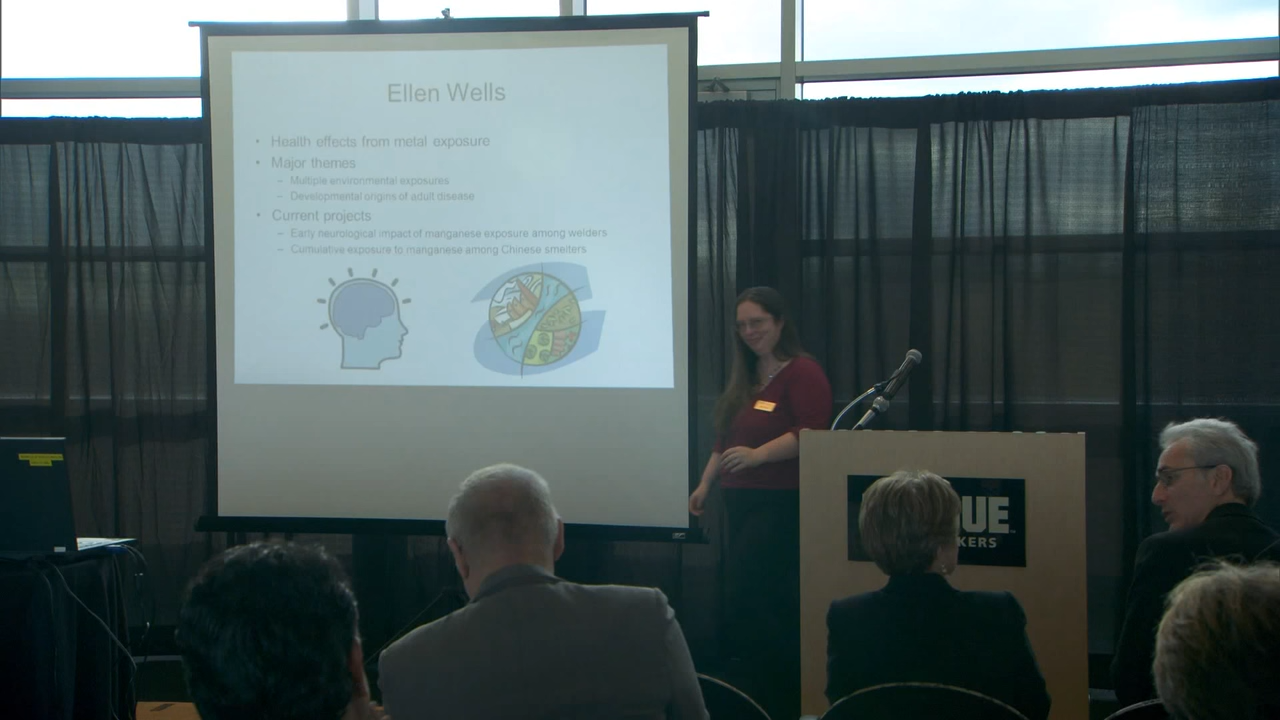 Ellen Wells
• Health effects from metal exposure
• Major themes
– Multiple environmental exposures
– Developmental origins of adult disease
• Current projects
– Early neurological impact of manganese exposure among welders
– Cumulative exposure to manganese among Chinese smelters
UE
KERS